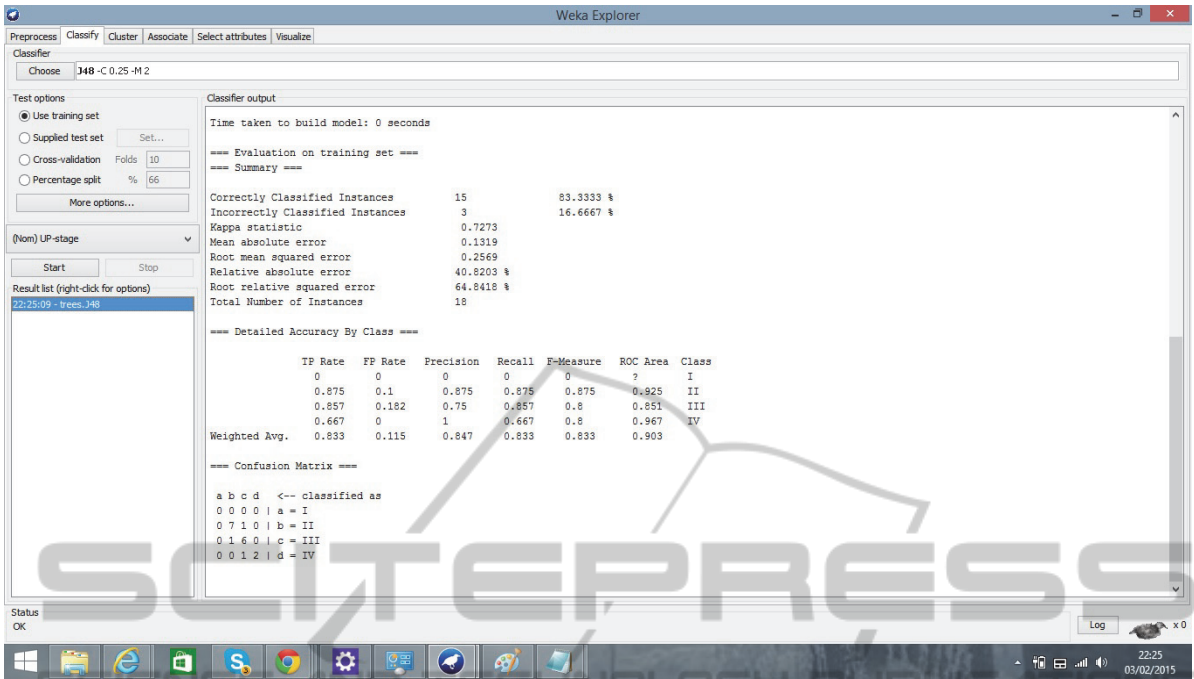 Weka Explorer
Preprocess Classify Cluster Associate Select attributes Visualize
Classifier
Choose J48 -C 0.25 -M 2
Test options
Use training set
Supplied test set Set...
Cross-validation Folds 10
Percentage split % 66
More options...
(Nom) UP-stage
Start Stop
Result list (right-click for options)
22:25:09 - trees.J48
Classifier output
Time taken to build model: 0 seconds
=== Evaluation on training set ===
=== Summary ===
Correctly Classified Instances 15 83.3333 %
Incorrectly Classified Instances 3 16.6667 %
Kappa statistic 0.7273
Mean absolute error 0.1319
Root mean squared error 0.2569
Relative absolute error 40.8203 %
Root relative squared error 64.8418 %
Total Number of Instances 18
=== Detailed Accuracy By Class ===
TP Rate FP Rate Precision Recall F-Measure ROC Area Class
0 0 0 0 0 ? I
0.875 0.1 0.875 0.875 0.875 0.925 II
0.857 0.182 0.75 0.857 0.8 0.851 III
0.667 0 1 0.667 0.8 0.967 IV
Weighted Avg. 0.833 0.115 0.847 0.833 0.833 0.903
=== Confusion Matrix ===
a b c d <-- classified as
0 0 0 0 | a = I
0 7 1 0 | b = II
0 1 6 0 | c = III
0 0 1 2 | d = IV
SCITEPRESS
Status
OK
Log
x 0
22:25
03/02/2015